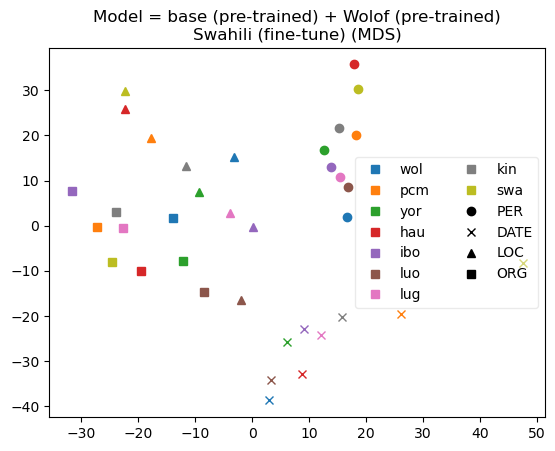 Model = base (pre-trained) + Wolof (pre-trained)
Swahili (fine-tune) (MDS)
30
20
10
0
−10
−20
−30
−40
−30
−20
−10
0
10
20
30
40
50
wol
pcm
yor
hau
ibo
luo
lug
kin
swa
PER
DATE
LOC
ORG